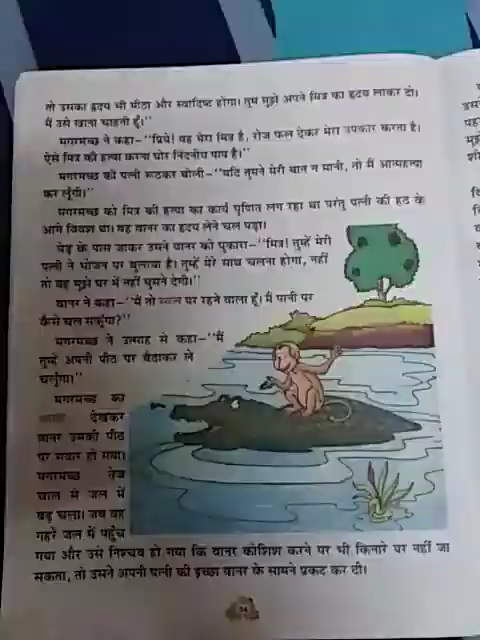 तो उसका हृदय भी मीठा और स्वादिष्ट होगा। तुम मुझे अपने मित्र का हृदय लाकर दो।
मैं उसे खाना चाहती हूँ।"
मगरमच्छ ने कहा–"प्रिये! वह मेरा मित्र है, रोज फल देकर मेरा उपकार करता है।
ऐसे मित्र की हत्या करना घोर निंदनीय पाप है।"
मगरमच्छ की पत्नी रूठकर बोली–"यदि तुमने मेरी बात न मानी, तो मैं आत्महत्या
कर लूँगी।"
मगरमच्छ को मित्र की हत्या का कार्य घृणित लग रहा था परंतु पत्नी की हठ के
आगे विवश था। वह वानर का हृदय लेने चल पड़ा।
पेड़ के पास जाकर उसने वानर को पुकारा–"मित्र! तुम्हें मेरी
पत्नी ने भोजन पर बुलाया है। तुम्हें मेरे साथ चलना होगा, नहीं
तो वह मुझे घर में नहीं घुसने देगी।"
वानर ने कहा–"मैं तो स्थल पर रहने वाला हूँ। मैं पानी पर
कैसे चल सकूँगा?"
मगरमच्छ ने उत्साह से कहा–"मैं
तुम्हें अपनी पीठ पर बैठाकर ले
चलूँगा।"
मगरमच्छ का
देखकर
वानर उसकी पीठ
पर सवार हो गया।
मगरमच्छ तेज
चाल से जल में
बढ़ चला। जब वह
गहरे जल में पहुँच
गया और उसे निश्चय हो गया कि वानर कोशिश करने पर भी किनारे पर नहीं जा
सकता, तो उसने अपनी पत्नी की इच्छा वानर के सामने प्रकट कर दी।